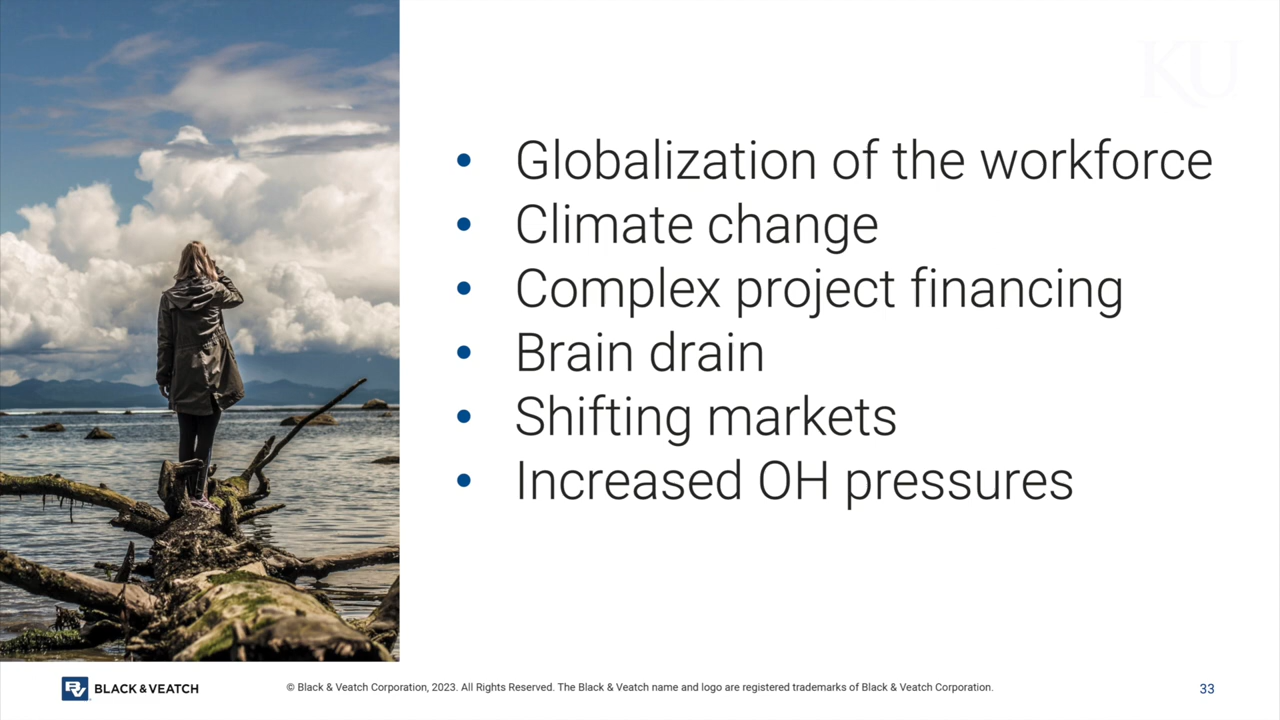 KU
• Globalization of the workforce
• Climate change
• Complex project financing
• Brain drain
• Shifting markets
• Increased OH pressures
BV BLACK & VEATCH
© Black & Veatch Corporation, 2023. All Rights Reserved. The Black & Veatch name and logo are registered trademarks of Black & Veatch Corporation.
33